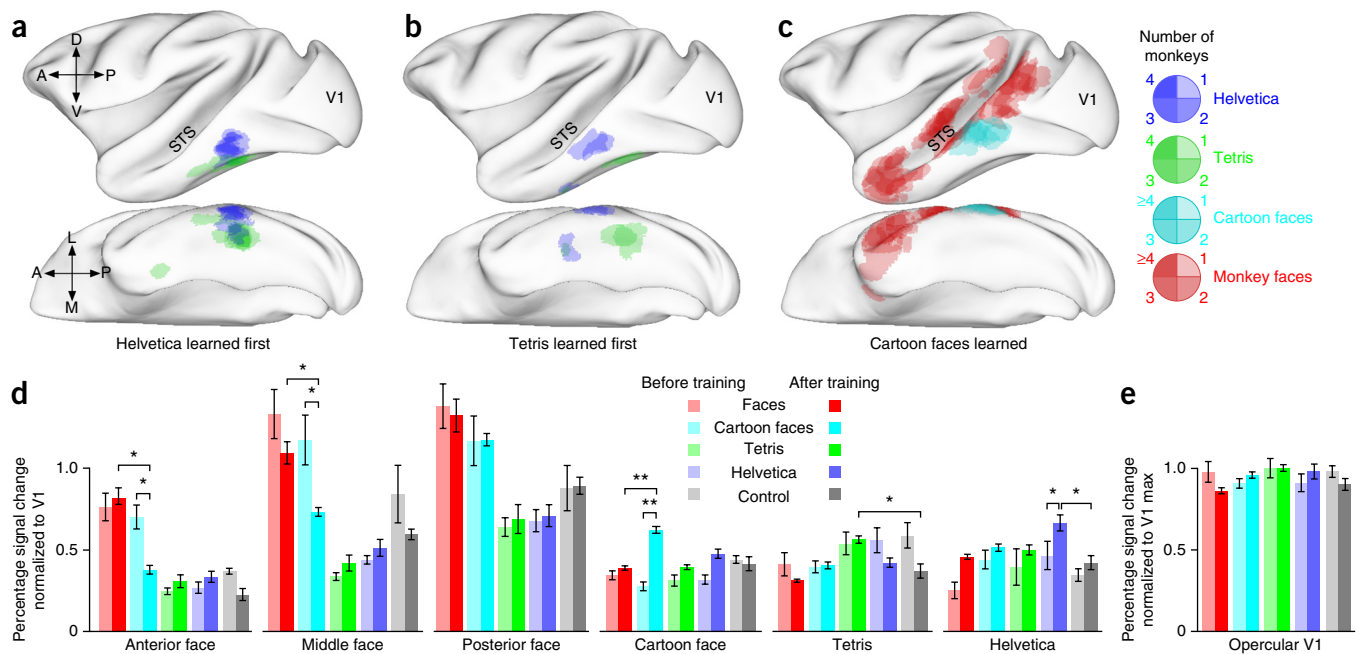 a
D
A
P
V
STS
V1
L
A
P
M
Helvetica learned first
b
STS
V1
Tetris learned first
c
STS
V1
Cartoon faces learned
Number of
monkeys
4 1
3 2
Helvetica
4 1
3 2
Tetris
≥4 1
3 2
Cartoon faces
≥4 1
3 2
Monkey faces
d
Percentage signal change
normalized to V1
1.0
0.5
0
Before training After training
Faces
Cartoon faces
Tetris
Helvetica
Control
*
*
*
*
**
**
*
*
*
Anterior face
Middle face
Posterior face
Cartoon face
Tetris
Helvetica
e
Percentage signal change
normalized to V1 max
1.0
0.5
0
Opercular V1